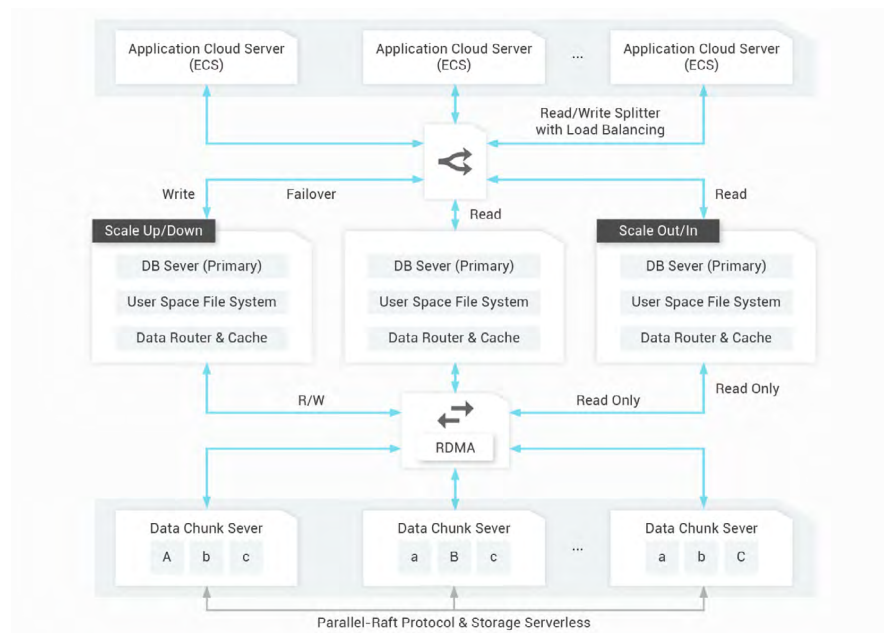 Application Cloud Server
(ECS)
Application Cloud Server
(ECS)
...
Application Cloud Server
(ECS)
Read/Write Splitter
with Load Balancing
Write
Failover
Read
Read
Scale Up/Down
DB Sever (Primary)
User Space File System
Data Router & Cache
DB Sever (Primary)
User Space File System
Data Router & Cache
Scale Out/In
DB Sever (Primary)
User Space File System
Data Router & Cache
R/W
Read Only
Read Only
RDMA
Data Chunk Sever
A b c
Data Chunk Sever
a B c
...
Data Chunk Sever
a b C
Parallel-Raft Protocol & Storage Serverless